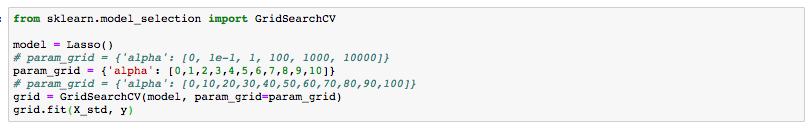 from sklearn.model_selection import GridSearchCV
model = Lasso()
# param_grid = {'alpha': [0, 1e-1, 1, 100, 1000, 10000]}
param_grid = {'alpha': [0,1,2,3,4,5,6,7,8,9,10]}
# param_grid = {'alpha': [0,10,20,30,40,50,60,70,80,90,100]}
grid = GridSearchCV(model, param_grid=param_grid)
grid.fit(X_std, y)